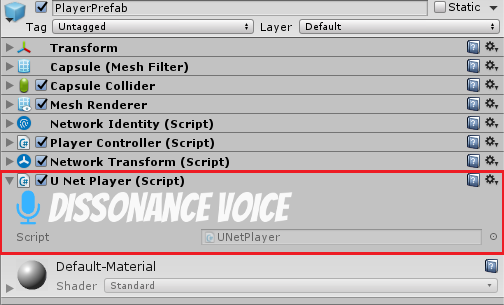 PlayerPrefab Static
Tag Untagged Layer Default
Transform
Capsule (Mesh Filter)
Capsule Collider
Mesh Renderer
Network Identity (Script)
Player Controller (Script)
Network Transform (Script)
U Net Player (Script)
DISSONANCE VOICE
Script UNetPlayer
Default-Material
Shader Standard